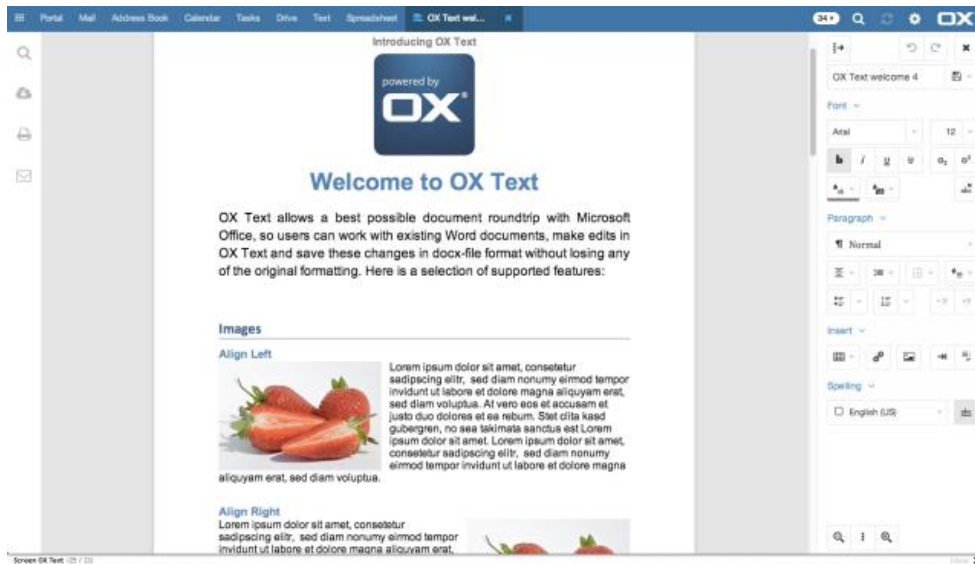 Portal Mail Address Book Calendar Tasks Drive Text Spreadsheet OX Text wel... 34 OX
Introducing OX Text
powered by
OX
Welcome to OX Text
OX Text allows a best possible document roundtrip with Microsoft
Office, so users can work with existing Word documents, make edits in
OX Text and save these changes in docx-file format without losing any
of the original formatting. Here is a selection of supported features:
Images
Align Left
Lorem ipsum dolor sit amet, consetetur
sadipscing elitr, sed diam nonumy eirmod tempor
invidunt ut labore et dolore magna aliquyam erat,
sed diam voluptua. At vero eos et accusam et
justo duo dolores et ea rebum. Stet clita kasd
gubergren, no sea takimata sanctus est Lorem
ipsum dolor sit amet. Lorem ipsum dolor sit amet,
consetetur sadipscing elitr, sed diam nonumy
eirmod tempor invidunt ut labore et dolore magna
aliquyam erat, sed diam voluptua.
Align Right
Lorem ipsum dolor sit amet, consetetur
sadipscing elitr, sed diam nonumy eirmod tempor
invidunt ut labore et dolore magna aliquyam erat,
OX Text welcome 4
Font
Arial 12
b i u
Paragraph
¶ Normal
Insert
Spelling
English (US)
Screen OX Text